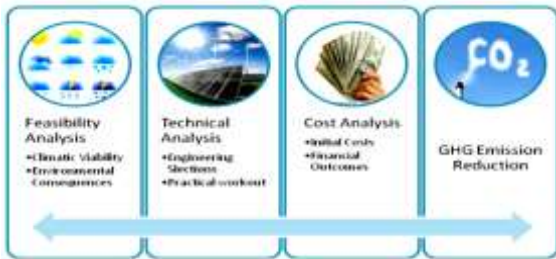 Feasibility
Analysis
•Climatic Viability
•Environmental
Consequences
Technical
Analysis
•Engineering
Slections
•Practical workout
Cost Analysis
•Initial Costs
•Financial
Outcomes
CO2
GHG Emission
Reduction